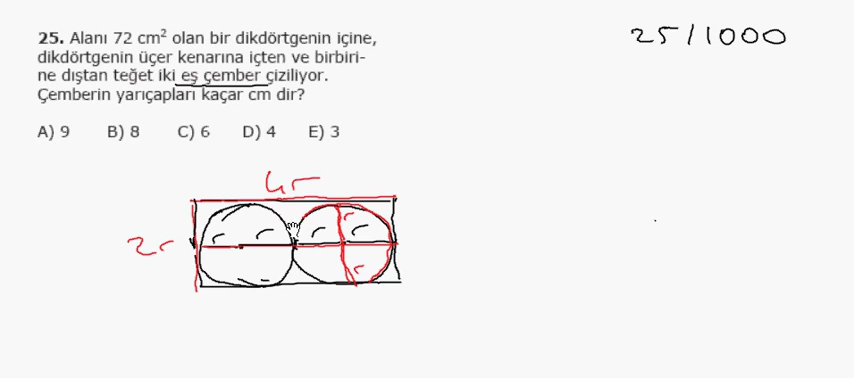 25. Alanı 72 cm² olan bir dikdörtgenin içine,
dikdörtgenin üçer kenarına içten ve birbiri-
ne dıştan teğet iki eş çember çiziliyor.
Çemberin yarıçapları kaçar cm dir?
A) 9 B) 8 C) 6 D) 4 E) 3
25/1000
4r
r r r r r
2r
r